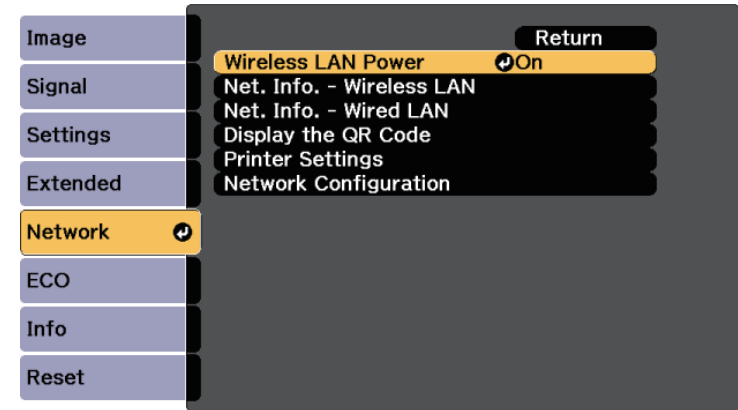 Image
Signal
Settings
Extended
Network
ECO
Info
Reset
Return
Wireless LAN Power On
Net. Info. - Wireless LAN
Net. Info. - Wired LAN
Display the QR Code
Printer Settings
Network Configuration